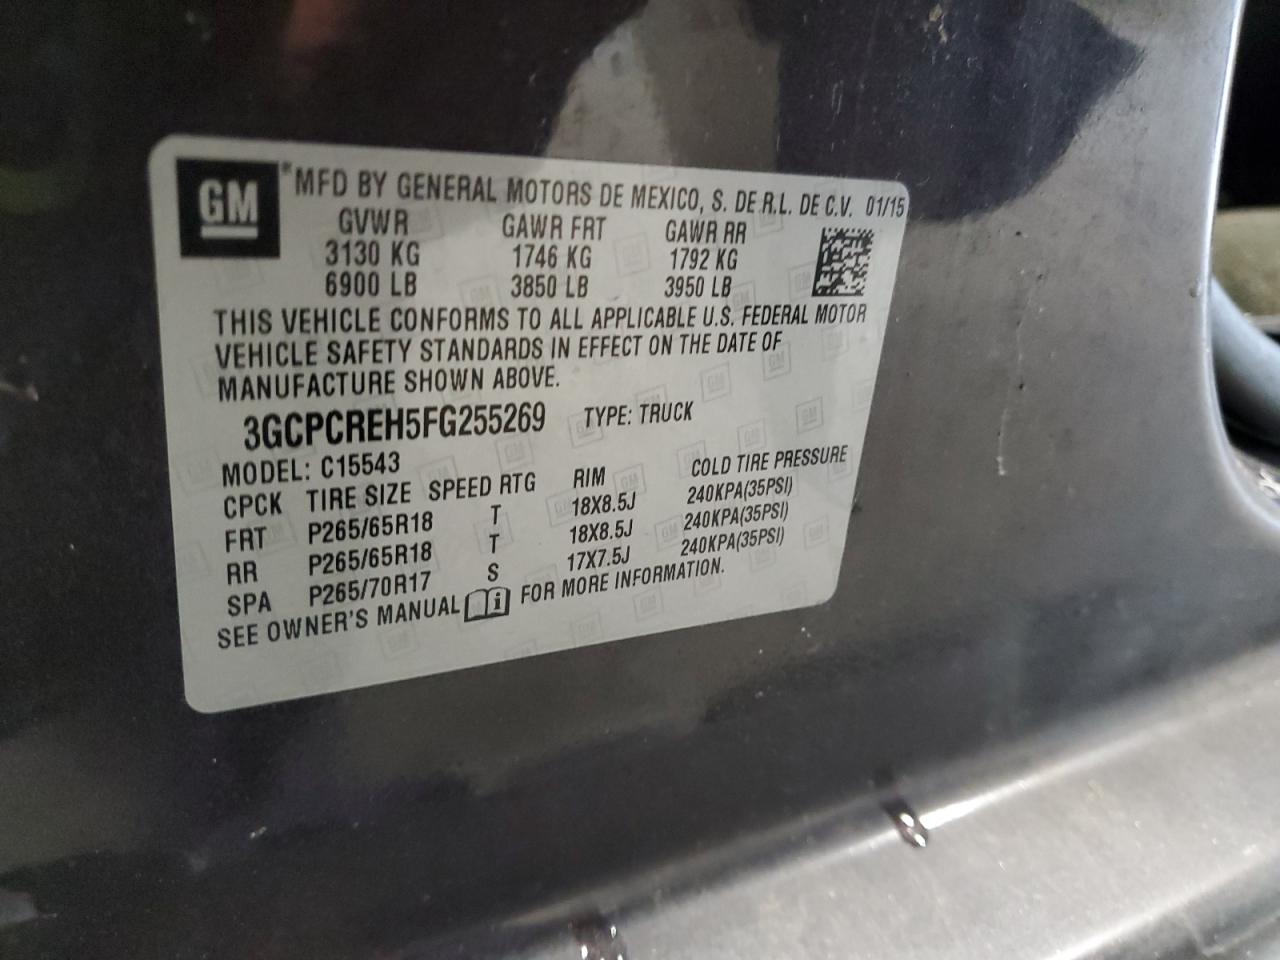 GM ® MFD BY GENERAL MOTORS DE MEXICO, S. DE R.L. DE C.V. 01/15
GVWR GAWR FRT GAWR RR
3130 KG 1746 KG 1792 KG
6900 LB 3850 LB 3950 LB
THIS VEHICLE CONFORMS TO ALL APPLICABLE U.S. FEDERAL MOTOR
VEHICLE SAFETY STANDARDS IN EFFECT ON THE DATE OF
MANUFACTURE SHOWN ABOVE.
3GCPCREH5FG255269 TYPE: TRUCK
MODEL: C15543
CPCK TIRE SIZE SPEED RTG RIM COLD TIRE PRESSURE
FRT P265/65R18 T 18X8.5J 240KPA(35PSI)
RR P265/65R18 T 18X8.5J 240KPA(35PSI)
SPA P265/70R17 S 17X7.5J 240KPA(35PSI)
SEE OWNER'S MANUAL i FOR MORE INFORMATION.